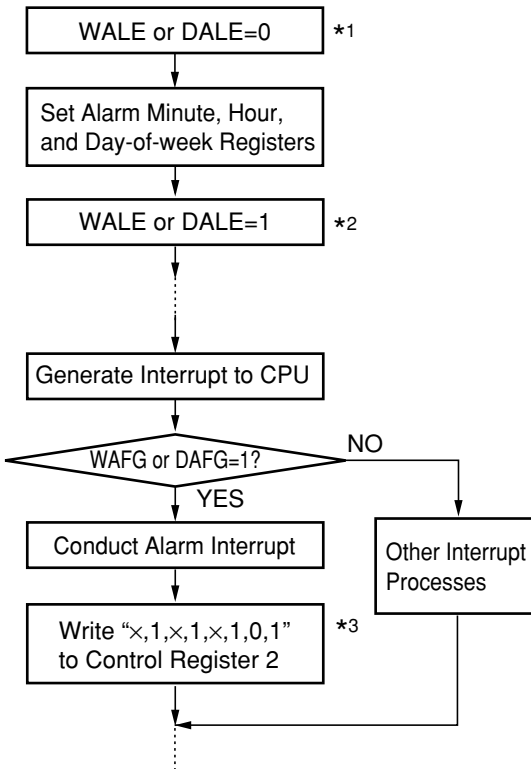 WALE or DALE=0
*1
Set Alarm Minute, Hour,
and Day-of-week Registers
WALE or DALE=1
*2
Generate Interrupt to CPU
WAFG or DAFG=1?
NO
YES
Conduct Alarm Interrupt
Other Interrupt
Processes
Write “×,1,×,1,×,1,0,1”
to Control Register 2
*3